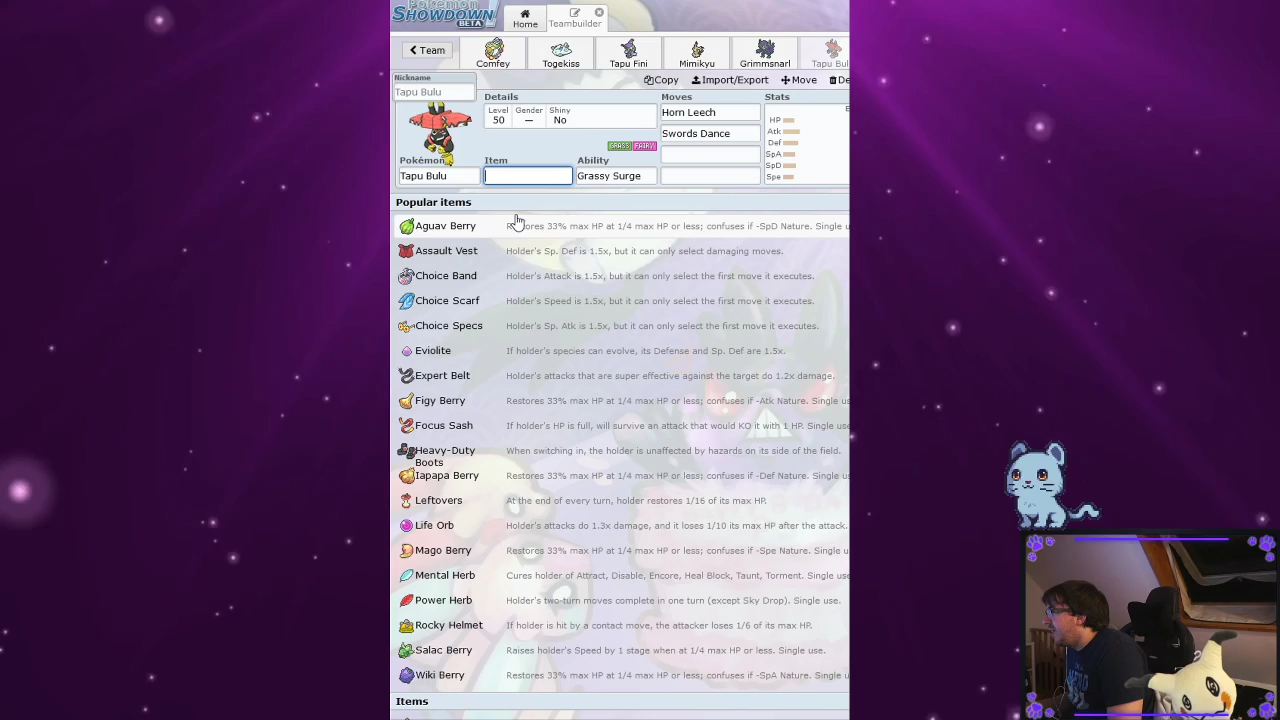 Pokémon
SHOWDOWN
BETA
Home
Teambuilder
Team
Comfey
Togekiss
Tapu Fini
Mimikyu
Grimmsnarl
Tapu Bul
Copy
Import/Export
Move
De
Nickname
Tapu Bulu
Details
Level
50
Gender
—
Shiny
No
GRASS
FAIRY
Pokémon
Tapu Bulu
Item
Ability
Grassy Surge
Moves
Horn Leech
Swords Dance
Stats
E
HP
Atk
Def
SpA
SpD
Spe
Popular items
Aguav Berry Restores 33% max HP at 1/4 max HP or less; confuses if -SpD Nature. Single u
Assault Vest Holder's Sp. Def is 1.5x, but it can only select damaging moves.
Choice Band Holder's Attack is 1.5x, but it can only select the first move it executes.
Choice Scarf Holder's Speed is 1.5x, but it can only select the first move it executes.
Choice Specs Holder's Sp. Atk is 1.5x, but it can only select the first move it executes.
Eviolite If holder's species can evolve, its Defense and Sp. Def are 1.5x.
Expert Belt Holder's attacks that are super effective against the target do 1.2x damage.
Figy Berry Restores 33% max HP at 1/4 max HP or less; confuses if -Atk Nature. Single use
Focus Sash If holder's HP is full, will survive an attack that would KO it with 1 HP. Single
Heavy-Duty Boots When switching in, the holder is unaffected by hazards on its side of the field.
Iapapa Berry Restores 33% max HP at 1/4 max HP or less; confuses if -Def Nature. Single use
Leftovers At the end of every turn, holder restores 1/16 of its max HP.
Life Orb Holder's attacks do 1.3x damage, and it loses 1/10 its max HP after the attack.
Mago Berry Restores 33% max HP at 1/4 max HP or less; confuses if -Spe Nature. Single u
Mental Herb Cures holder of Attract, Disable, Encore, Heal Block, Taunt, Torment. Single use
Power Herb Holder's two-turn moves complete in one turn (except Sky Drop). Single use.
Rocky Helmet If holder is hit by a contact move, the attacker loses 1/6 of its max HP.
Salac Berry Raises holder's Speed by 1 stage when at 1/4 max HP or less. Single use.
Wiki Berry Restores 33% max HP at 1/4 max HP or less; confuses if -SpA Nature. Single us
Items